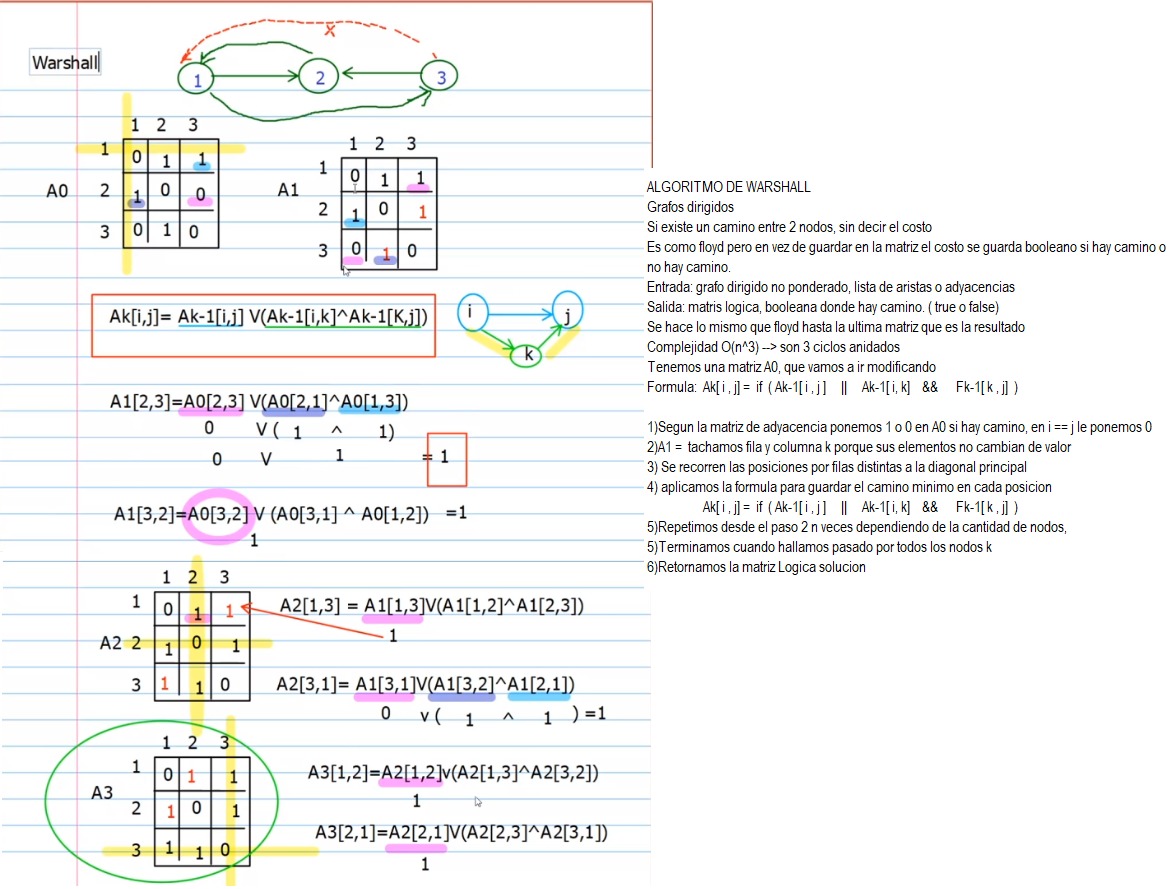 Warshall
X
1 2 3
1 2 3
1 0 1 1
A0 2 1 0 0
3 0 1 0
1 2 3
1 0 1 1
A1 2 1 0 1
3 0 1 0
Ak[i,j]= Ak-1[i,j] V(Ak-1[i,k]^Ak-1[K,j])
i j
k
A1[2,3]=A0[2,3] V(A0[2,1]^A0[1,3])
0 V ( 1 ^ 1)
0 V 1 = 1
A1[3,2]=A0[3,2] V (A0[3,1] ^ A0[1,2]) =1
1
1 2 3
1 0 1 1
A2 2 1 0 1
3 1 1 0
A2[1,3] = A1[1,3]V(A1[1,2]^A1[2,3])
1
A2[3,1]= A1[3,1]V(A1[3,2]^A1[2,1])
0 v ( 1 ^ 1 ) =1
1 2 3
1 0 1 1
A3 2 1 0 1
3 1 1 0
A3[1,2]=A2[1,2]v(A2[1,3]^A2[3,2])
1
A3[2,1]=A2[2,1]V(A2[2,3]^A2[3,1])
1
ALGORITMO DE WARSHALL
Grafos dirigidos
Si existe un camino entre 2 nodos, sin decir el costo
Es como floyd pero en vez de guardar en la matriz el costo se guarda booleano si hay camino o
no hay camino.
Entrada: grafo dirigido no ponderado, lista de aristas o adyacencias
Salida: matris logica, booleana donde hay camino. ( true o false)
Se hace lo mismo que floyd hasta la ultima matriz que es la resultado
Complejidad O(n^3) --> son 3 ciclos anidados
Tenemos una matriz A0, que vamos a ir modificando
Formula: Ak[ i , j] = if ( Ak-1[ i , j ] || Ak-1[ i, k] && Fk-1[ k , j] )
1)Segun la matriz de adyacencia ponemos 1 o 0 en A0 si hay camino, en i == j le ponemos 0
2)A1 = tachamos fila y columna k porque sus elementos no cambian de valor
3) Se recorren las posiciones por filas distintas a la diagonal principal
4) aplicamos la formula para guardar el camino minimo en cada posicion
Ak[ i , j] = if ( Ak-1[ i , j ] || Ak-1[ i, k] && Fk-1[ k , j] )
5)Repetimos desde el paso 2 n veces dependiendo de la cantidad de nodos,
5)Terminamos cuando hallamos pasado por todos los nodos k
6)Retornamos la matriz Logica solucion